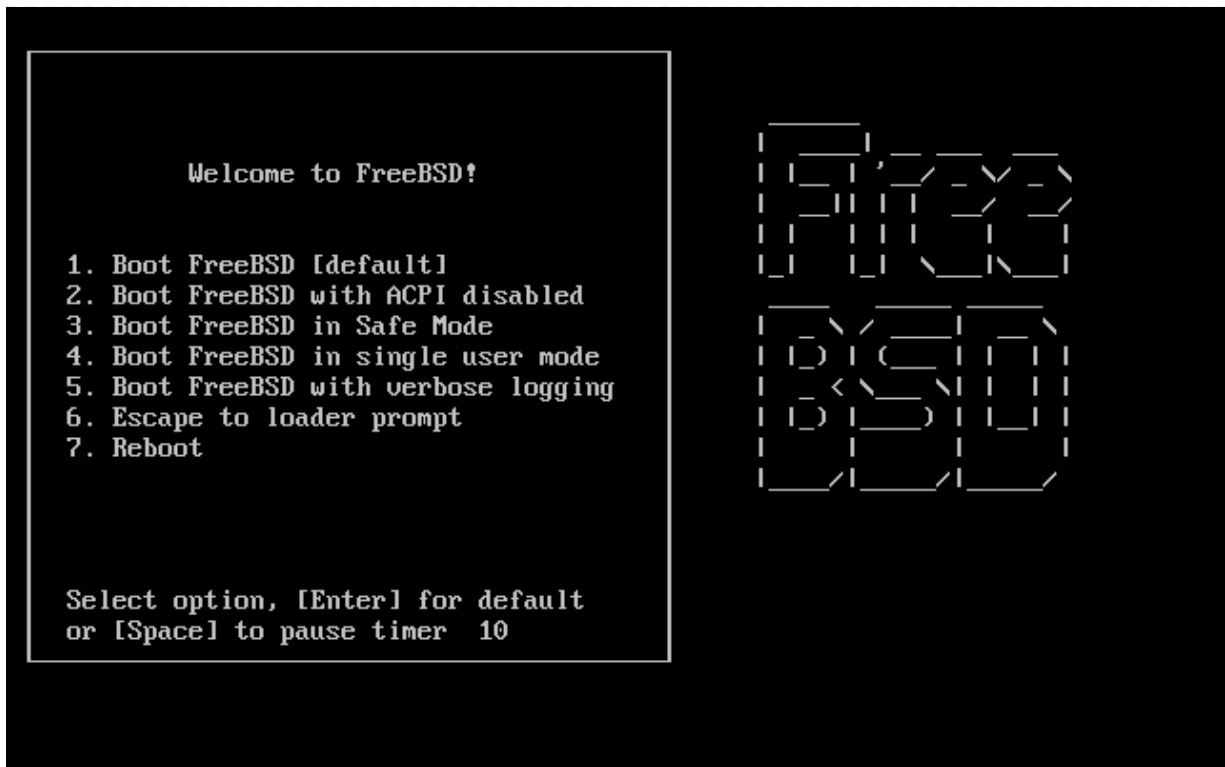 Welcome to FreeBSD!
1. Boot FreeBSD [default]
2. Boot FreeBSD with ACPI disabled
3. Boot FreeBSD in Safe Mode
4. Boot FreeBSD in single user mode
5. Boot FreeBSD with verbose logging
6. Escape to loader prompt
7. Reboot
Select option, [Enter] for default
or [Space] to pause timer  10
Free
BSD